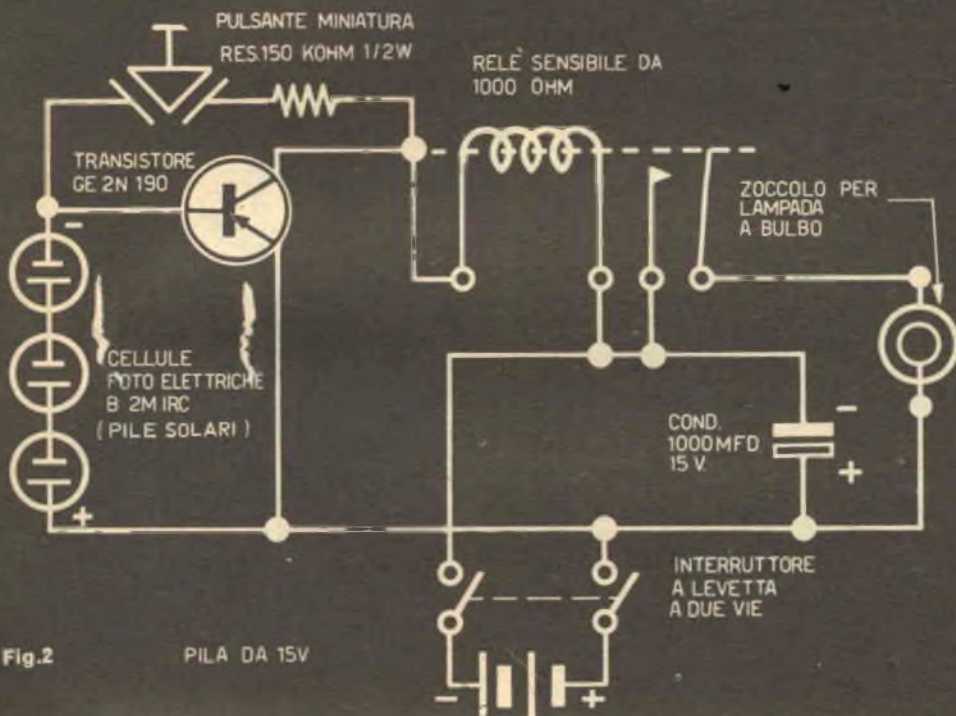 PULSANTE MINIATURA
RES.150 KOHM 1/2W
RELÈ SENSIBILE DA
1000 OHM
TRANSISTORE
GE 2N 190
ZOCCOLO PER
LAMPADA
A BULBO
-
CELLULE
FOTO ELETTRICHE
B 2M IRC
(PILE SOLARI)
+
COND.
1000MFD
15 V.
-
+
INTERRUTTORE
A LEVETTA
A DUE VIE
Fig.2
PILA DA 15V
-
+